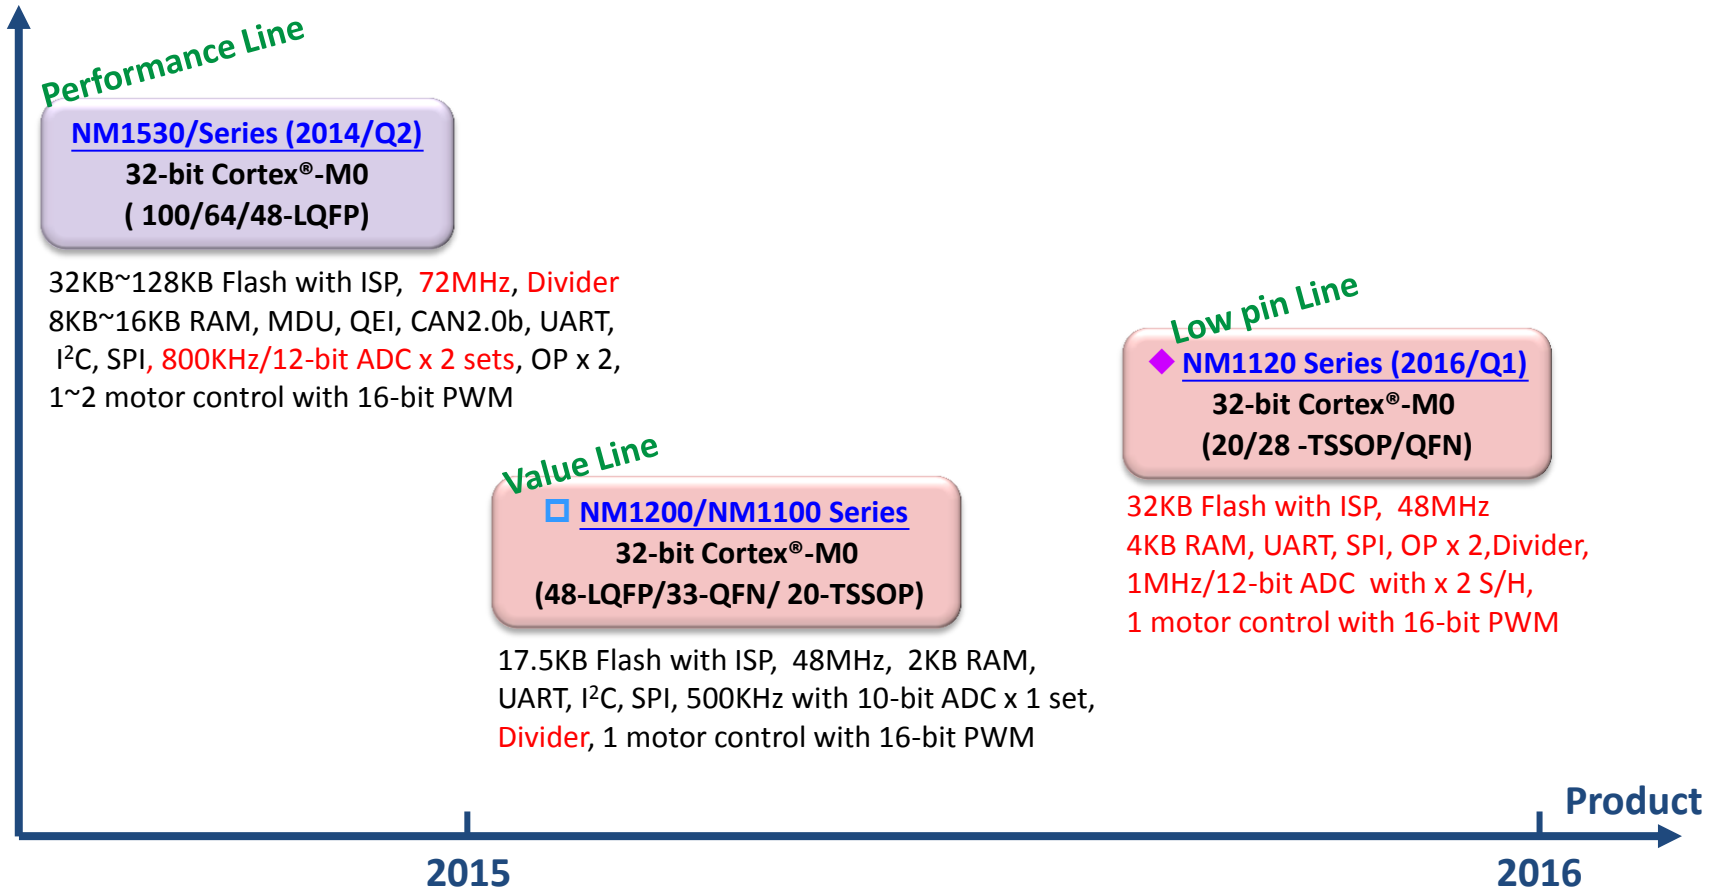 Performance Line
NM1530/Series (2014/Q2)
32-bit Cortex®-M0
( 100/64/48-LQFP)
32KB~128KB Flash with ISP, 72MHz, Divider
8KB~16KB RAM, MDU, QEI, CAN2.0b, UART,
I²C, SPI, 800KHz/12-bit ADC x 2 sets, OP x 2,
1~2 motor control with 16-bit PWM
Value Line
NM1200/NM1100 Series
32-bit Cortex®-M0
(48-LQFP/33-QFN/ 20-TSSOP)
17.5KB Flash with ISP, 48MHz, 2KB RAM,
UART, I²C, SPI, 500KHz with 10-bit ADC x 1 set,
Divider, 1 motor control with 16-bit PWM
Low pin Line
NM1120 Series (2016/Q1)
32-bit Cortex®-M0
(20/28 -TSSOP/QFN)
32KB Flash with ISP, 48MHz
4KB RAM, UART, SPI, OP x 2,Divider,
1MHz/12-bit ADC with x 2 S/H,
1 motor control with 16-bit PWM
Product
2015
2016